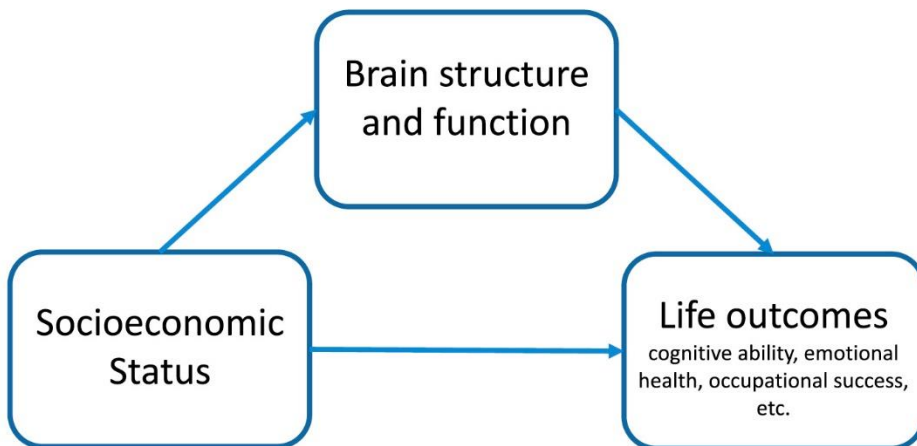 Brain structure
and function
Socioeconomic
Status
Life outcomes
cognitive ability, emotional
health, occupational success,
etc.